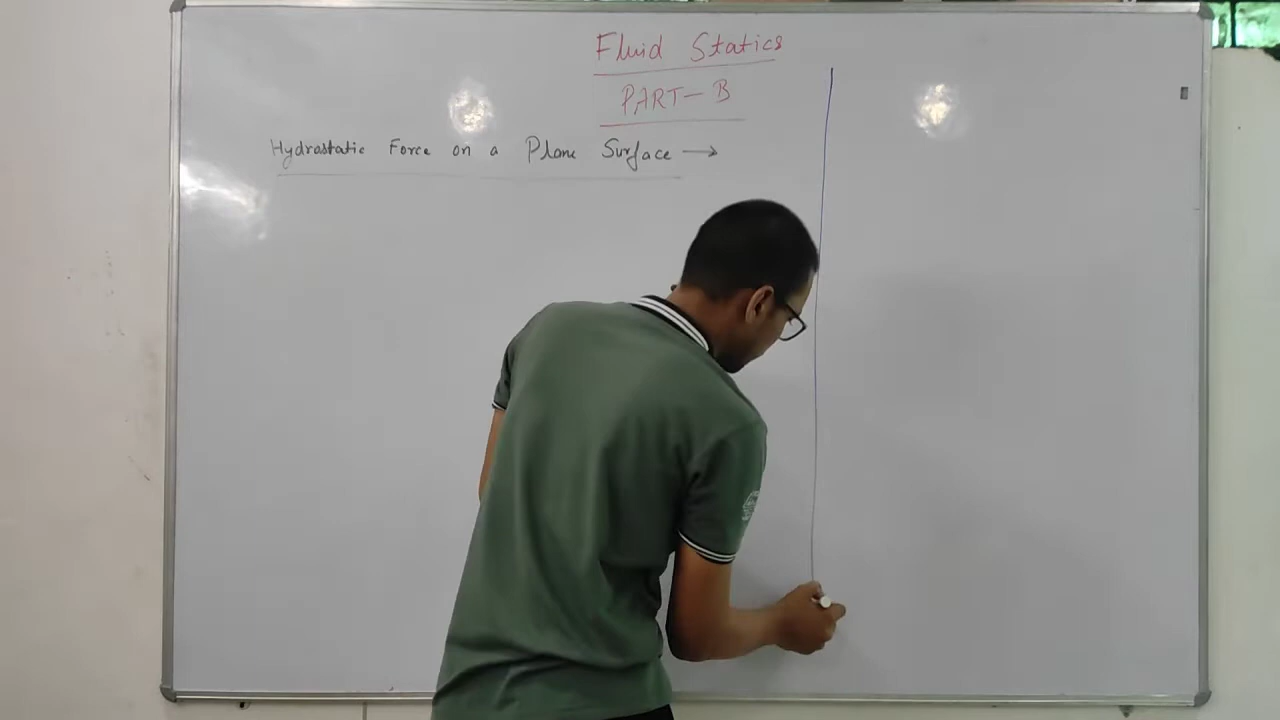 Fluid Statics
PART-B
Hydrostatic Force on a Plane Surface →